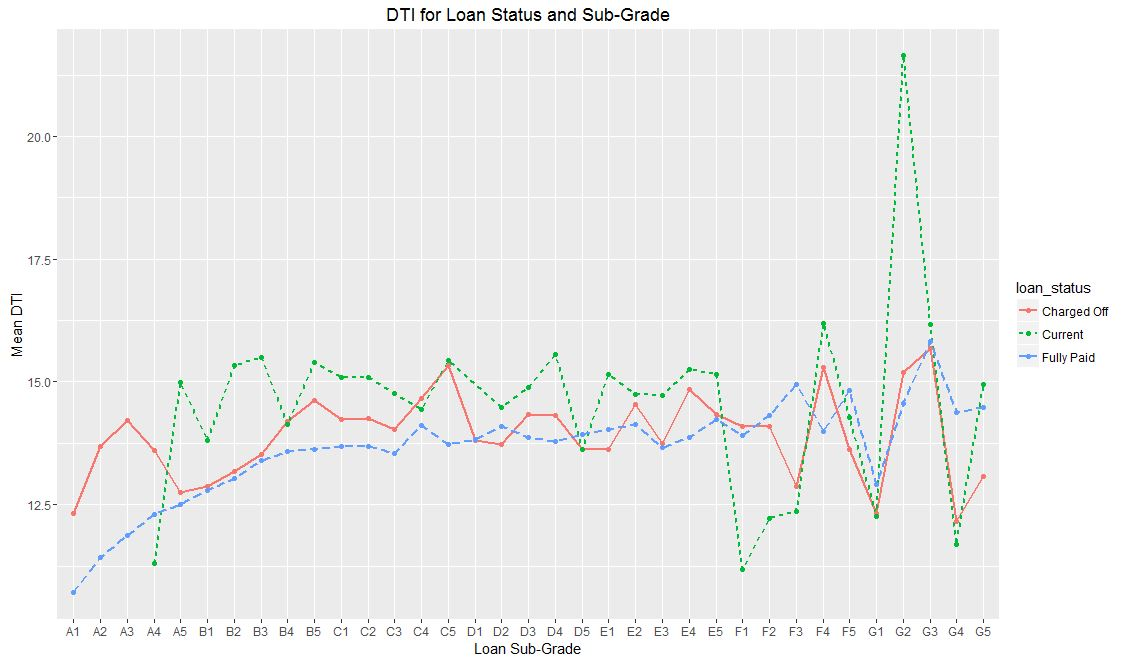 DTI for Loan Status and Sub-Grade
20.0
17.5
15.0
12.5
Mean DTI
A1 A2 A3 A4 A5 B1 B2 B3 B4 B5 C1 C2 C3 C4 C5 D1 D2 D3 D4 D5 E1 E2 E3 E4 E5 F1 F2 F3 F4 F5 G1 G2 G3 G4 G5
Loan Sub-Grade
loan_status
Charged Off
Current
Fully Paid